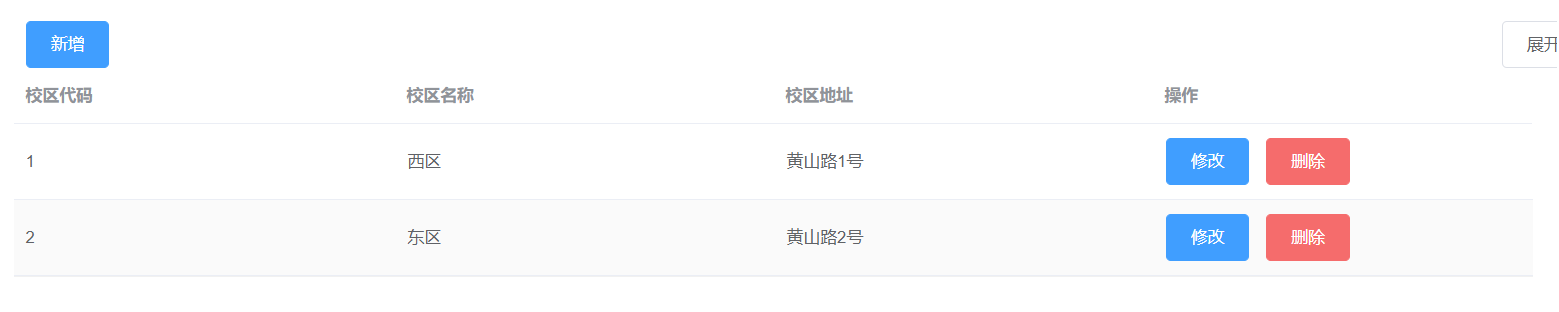 新增 展开
校区代码 校区名称 校区地址 操作
1 西区 黄山路1号 修改 删除
2 东区 黄山路2号 修改 删除